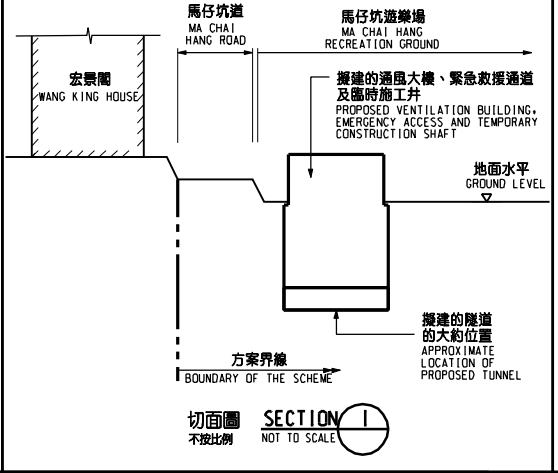 馬仔坑道
MA CHAI
HANG ROAD
馬仔坑遊樂場
MA CHAI HANG
RECREATION GROUND
宏景閣
WANG KING HOUSE
擬建的通風大樓、緊急救援通道
及臨時施工井
PROPOSED VENTILATION BUILDING,
EMERGENCY ACCESS AND TEMPORARY
CONSTRUCTION SHAFT
地面水平
GROUND LEVEL
擬建的隧道
的大約位置
APPROXIMATE
LOCATION OF
PROPOSED TUNNEL
方案界線
BOUNDARY OF THE SCHEME
切面圖
不按比例
SECTION
NOT TO SCALE
I